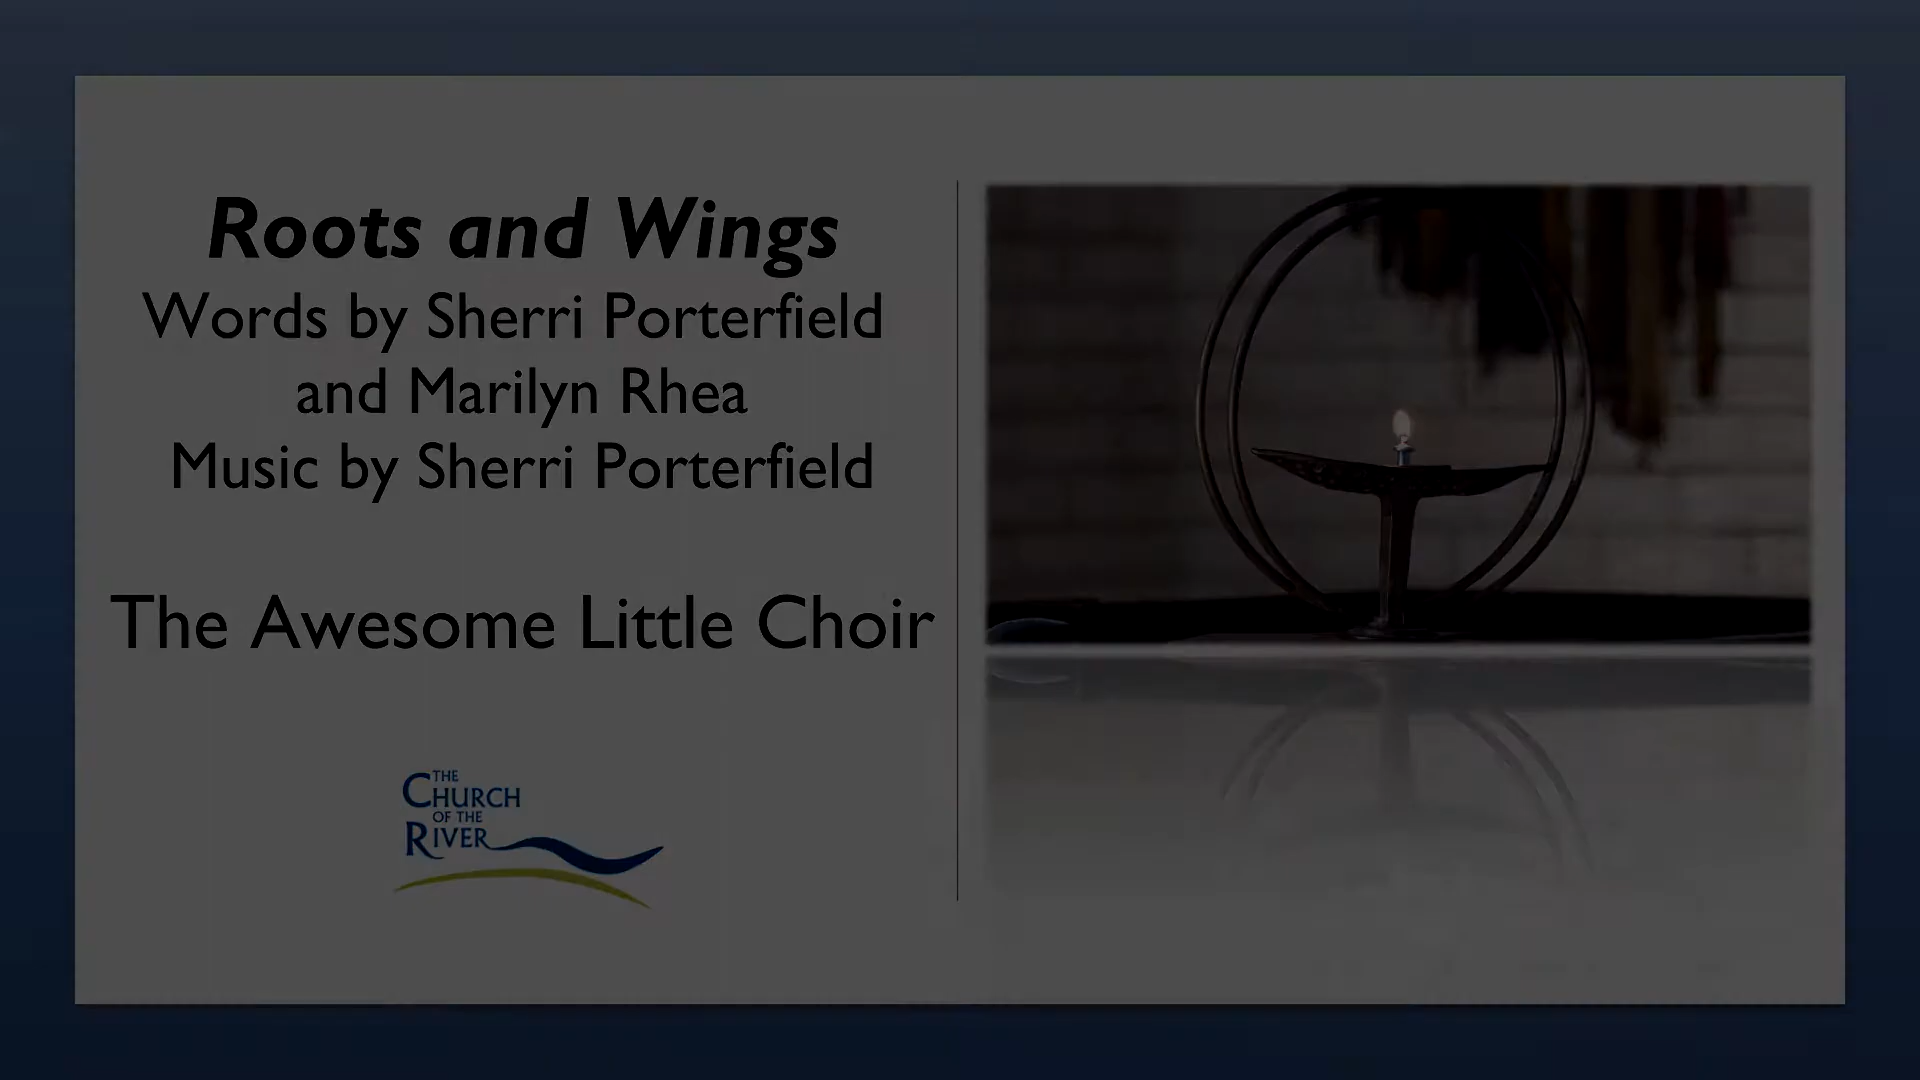 Roots and Wings
Words by Sherri Porterfield
and Marilyn Rhea
Music by Sherri Porterfield
The Awesome Little Choir
THE
CHURCH
OF THE
RIVER